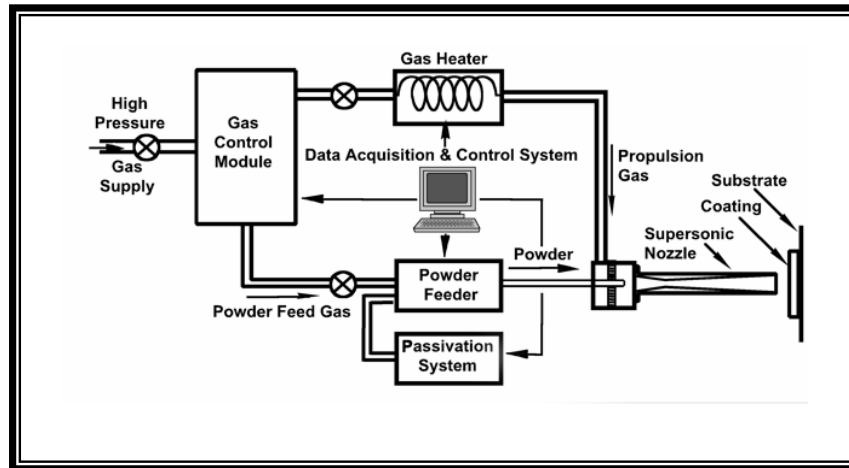 Gas Heater
High
Pressure
Gas
Supply
Gas
Control
Module
Data Acquisition & Control System
Propulsion
Gas
Substrate
Coating
Supersonic
Nozzle
Powder
Powder
Feeder
Powder Feed Gas
Passivation
System